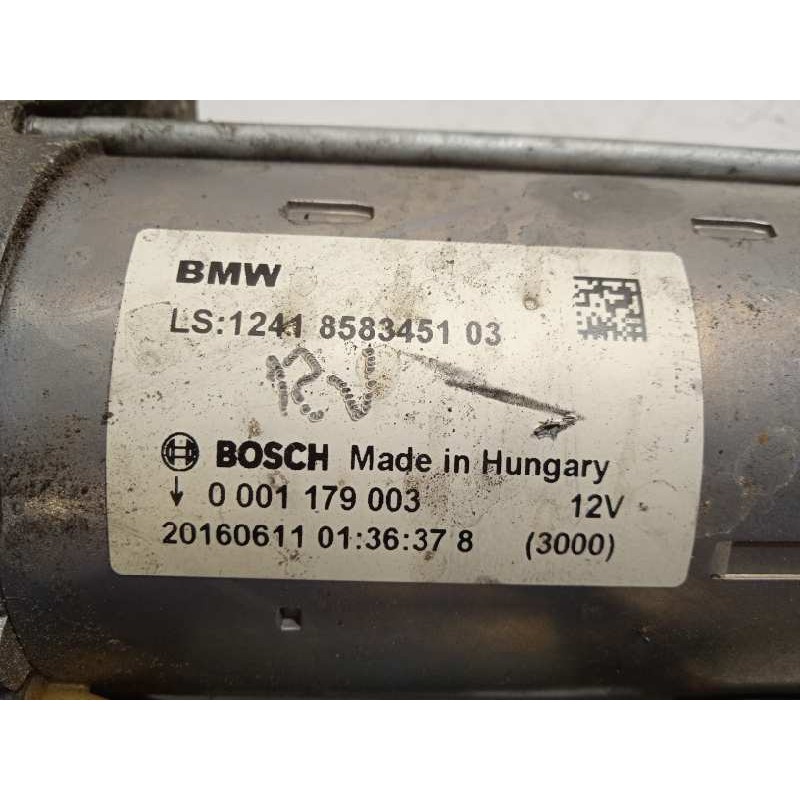 BMW
LS:1241 8583451 03
12V
BOSCH Made in Hungary
0 001 179 003 12V
20160611 01:36:37 8 (3000)